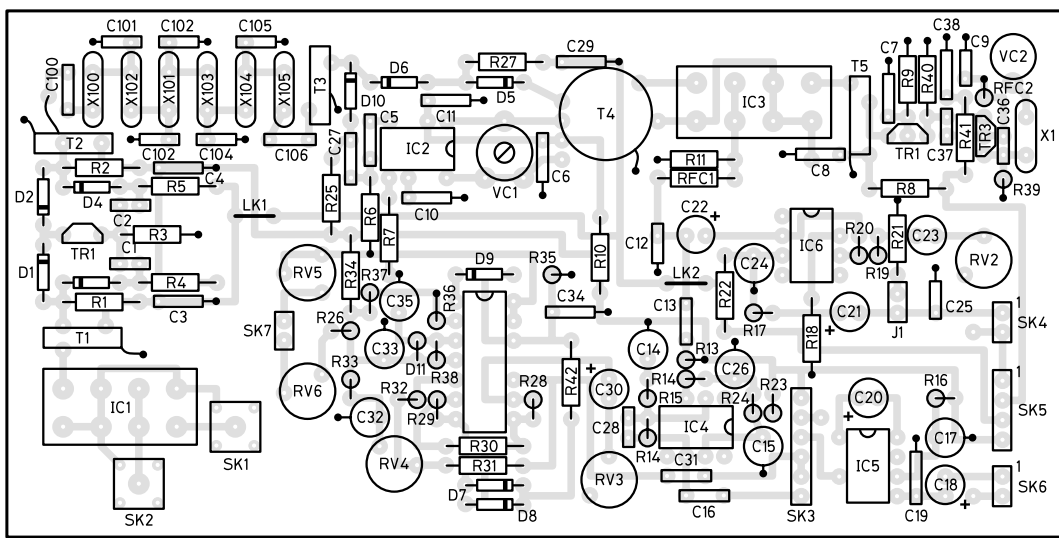 C101
C102
C105
C38
C9
C29
R27
D6
D5
C7
R9
R40
VC2
C100
X100
X102
X101
X103
X104
X105
T3
D10
C11
T4
IC3
T5
RFC2
C36
X1
T2
C102
C104
C106
C27
C5
IC2
VC1
C6
R11
RFC1
C8
TR1
C37
R41
TR3
R39
R2
C4
D2
D4
R5
C2
LK1
R25
R6
R7
C10
C22
R8
TR1
R3
C1
C12
IC6
R20
R19
R21
C23
RV2
D1
R4
R1
C3
RV5
R34
R37
C35
R36
D9
R35
R10
LK2
C24
R22
C34
C13
R17
C21
J1
C25
1
SK4
T1
SK7
R26
C33
D11
R38
C14
R13
C26
R18
R33
R42
R14
IC1
RV6
R32
R29
R28
C30
R15
R24
R23
C20
R16
1
SK5
SK1
C32
C28
R14
IC4
C15
C17
RV4
R30
R31
RV3
C31
IC5
C18
1
SK6
SK2
D7
D8
C16
SK3
C19